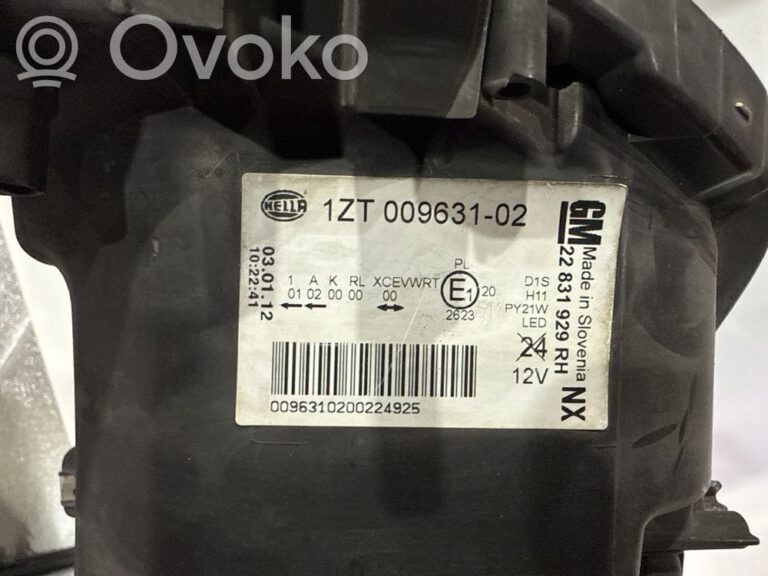 Ovoko
HELLA
1ZT 009631-02
03.01.12
10:22:41
1 A K RL XCEVWRT
01 02 00 00 00
PL
E1 20
2623
D1S
H11
PY21W
LED
24
12V
GM
Made in Slovenia
22 831 929 RH
NX
0096310200224925